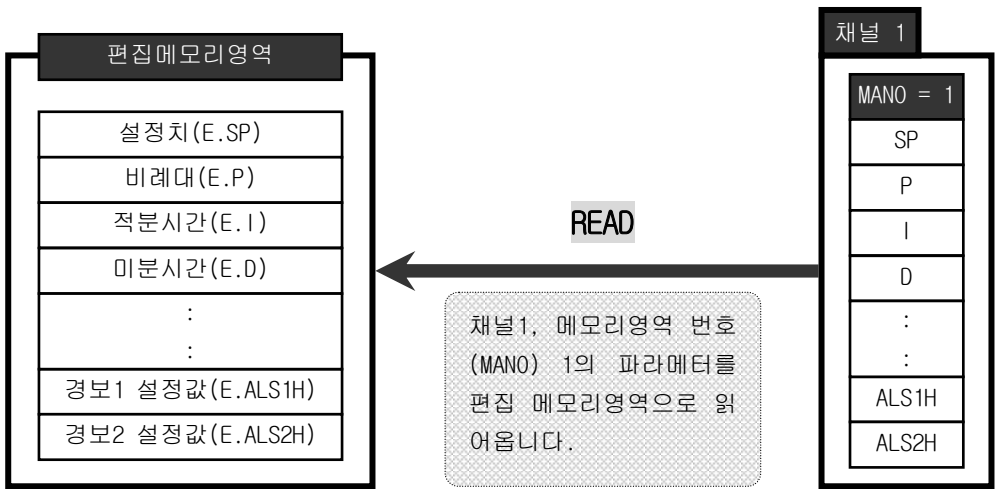 편집메모리영역
설정치(E.SP)
비례대(E.P)
적분시간(E.I)
미분시간(E.D)
:
:
경보1 설정값(E.ALS1H)
경보2 설정값(E.ALS2H)
READ
채널1, 메모리영역 번호
(MANO) 1의 파라메터를
편집 메모리영역으로 읽
어옵니다.
채널 1
MANO = 1
SP
P
I
D
:
:
ALS1H
ALS2H